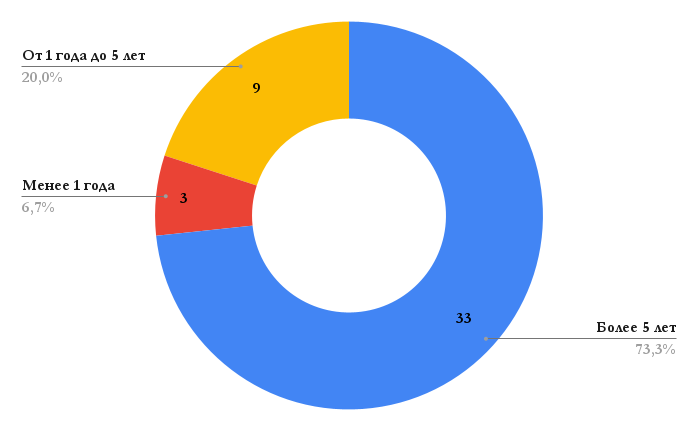 От 1 года до 5 лет
20,0%
9
Менее 1 года
6,7%
3
33
Более 5 лет
73,3%